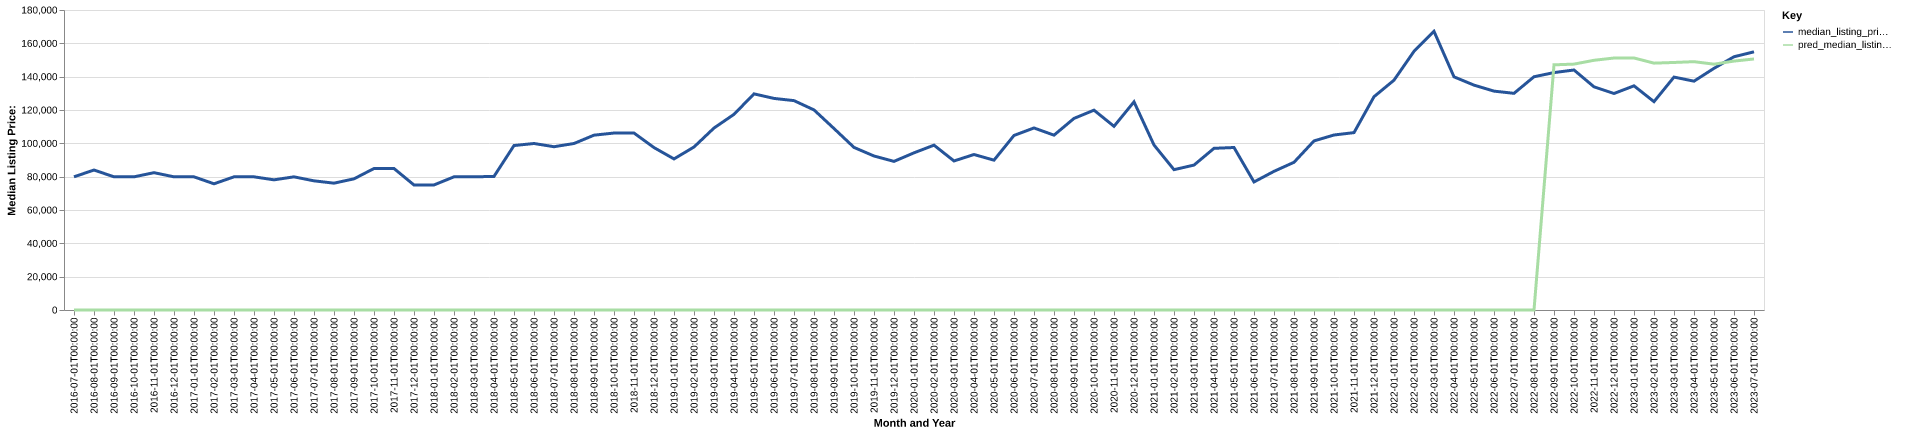 180,000
160,000
140,000
120,000
100,000
80,000
60,000
40,000
20,000
0
Median Listing Price:
2016-07-01T00:00:00
2016-08-01T00:00:00
2016-09-01T00:00:00
2016-10-01T00:00:00
2016-11-01T00:00:00
2016-12-01T00:00:00
2017-01-01T00:00:00
2017-02-01T00:00:00
2017-03-01T00:00:00
2017-04-01T00:00:00
2017-05-01T00:00:00
2017-06-01T00:00:00
2017-07-01T00:00:00
2017-08-01T00:00:00
2017-09-01T00:00:00
2017-10-01T00:00:00
2017-11-01T00:00:00
2017-12-01T00:00:00
2018-01-01T00:00:00
2018-02-01T00:00:00
2018-03-01T00:00:00
2018-04-01T00:00:00
2018-05-01T00:00:00
2018-06-01T00:00:00
2018-07-01T00:00:00
2018-08-01T00:00:00
2018-09-01T00:00:00
2018-10-01T00:00:00
2018-11-01T00:00:00
2018-12-01T00:00:00
2019-01-01T00:00:00
2019-02-01T00:00:00
2019-03-01T00:00:00
2019-04-01T00:00:00
2019-05-01T00:00:00
2019-06-01T00:00:00
2019-07-01T00:00:00
2019-08-01T00:00:00
2019-09-01T00:00:00
2019-10-01T00:00:00
2019-11-01T00:00:00
2019-12-01T00:00:00
2020-01-01T00:00:00
2020-02-01T00:00:00
2020-03-01T00:00:00
2020-04-01T00:00:00
2020-05-01T00:00:00
2020-06-01T00:00:00
2020-07-01T00:00:00
2020-08-01T00:00:00
2020-09-01T00:00:00
2020-10-01T00:00:00
2020-11-01T00:00:00
2020-12-01T00:00:00
2021-01-01T00:00:00
2021-02-01T00:00:00
2021-03-01T00:00:00
2021-04-01T00:00:00
2021-05-01T00:00:00
2021-06-01T00:00:00
2021-07-01T00:00:00
2021-08-01T00:00:00
2021-09-01T00:00:00
2021-10-01T00:00:00
2021-11-01T00:00:00
2021-12-01T00:00:00
2022-01-01T00:00:00
2022-02-01T00:00:00
2022-03-01T00:00:00
2022-04-01T00:00:00
2022-05-01T00:00:00
2022-06-01T00:00:00
2022-07-01T00:00:00
2022-08-01T00:00:00
2022-09-01T00:00:00
2022-10-01T00:00:00
2022-11-01T00:00:00
2022-12-01T00:00:00
2023-01-01T00:00:00
2023-02-01T00:00:00
2023-03-01T00:00:00
2023-04-01T00:00:00
2023-05-01T00:00:00
2023-06-01T00:00:00
2023-07-01T00:00:00
Month and Year
Key
median_listing_pri…
pred_median_listin…